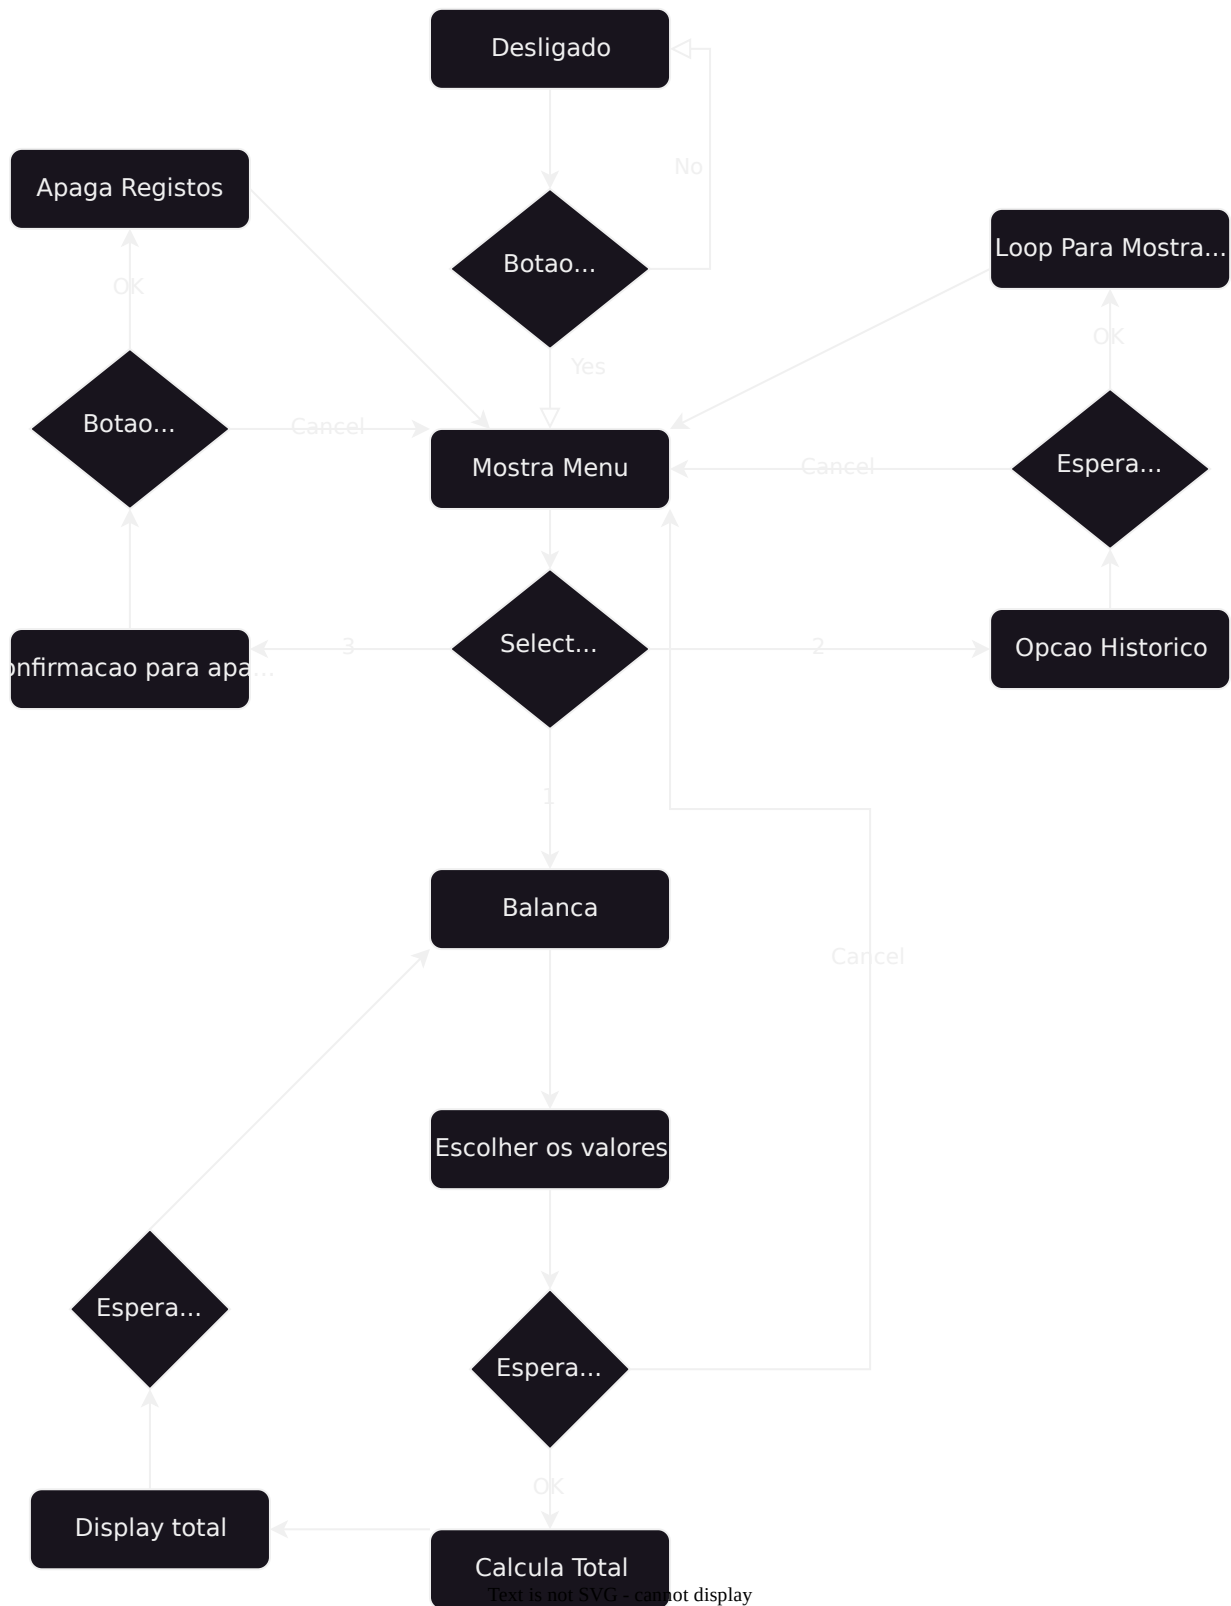 Desligado
No
Apaga Registos
Botao...
Loop Para Mostra...
OK
OK
Yes
Botao...
Cancel
Mostra Menu
Cancel
Espera...
3
Select...
2
Opcao Historico
onfirmacao para apa...
1
Balanca
Cancel
Escolher os valores
Espera...
Espera...
OK
Display total
Calcula Total
Text is not SVG - cannot display